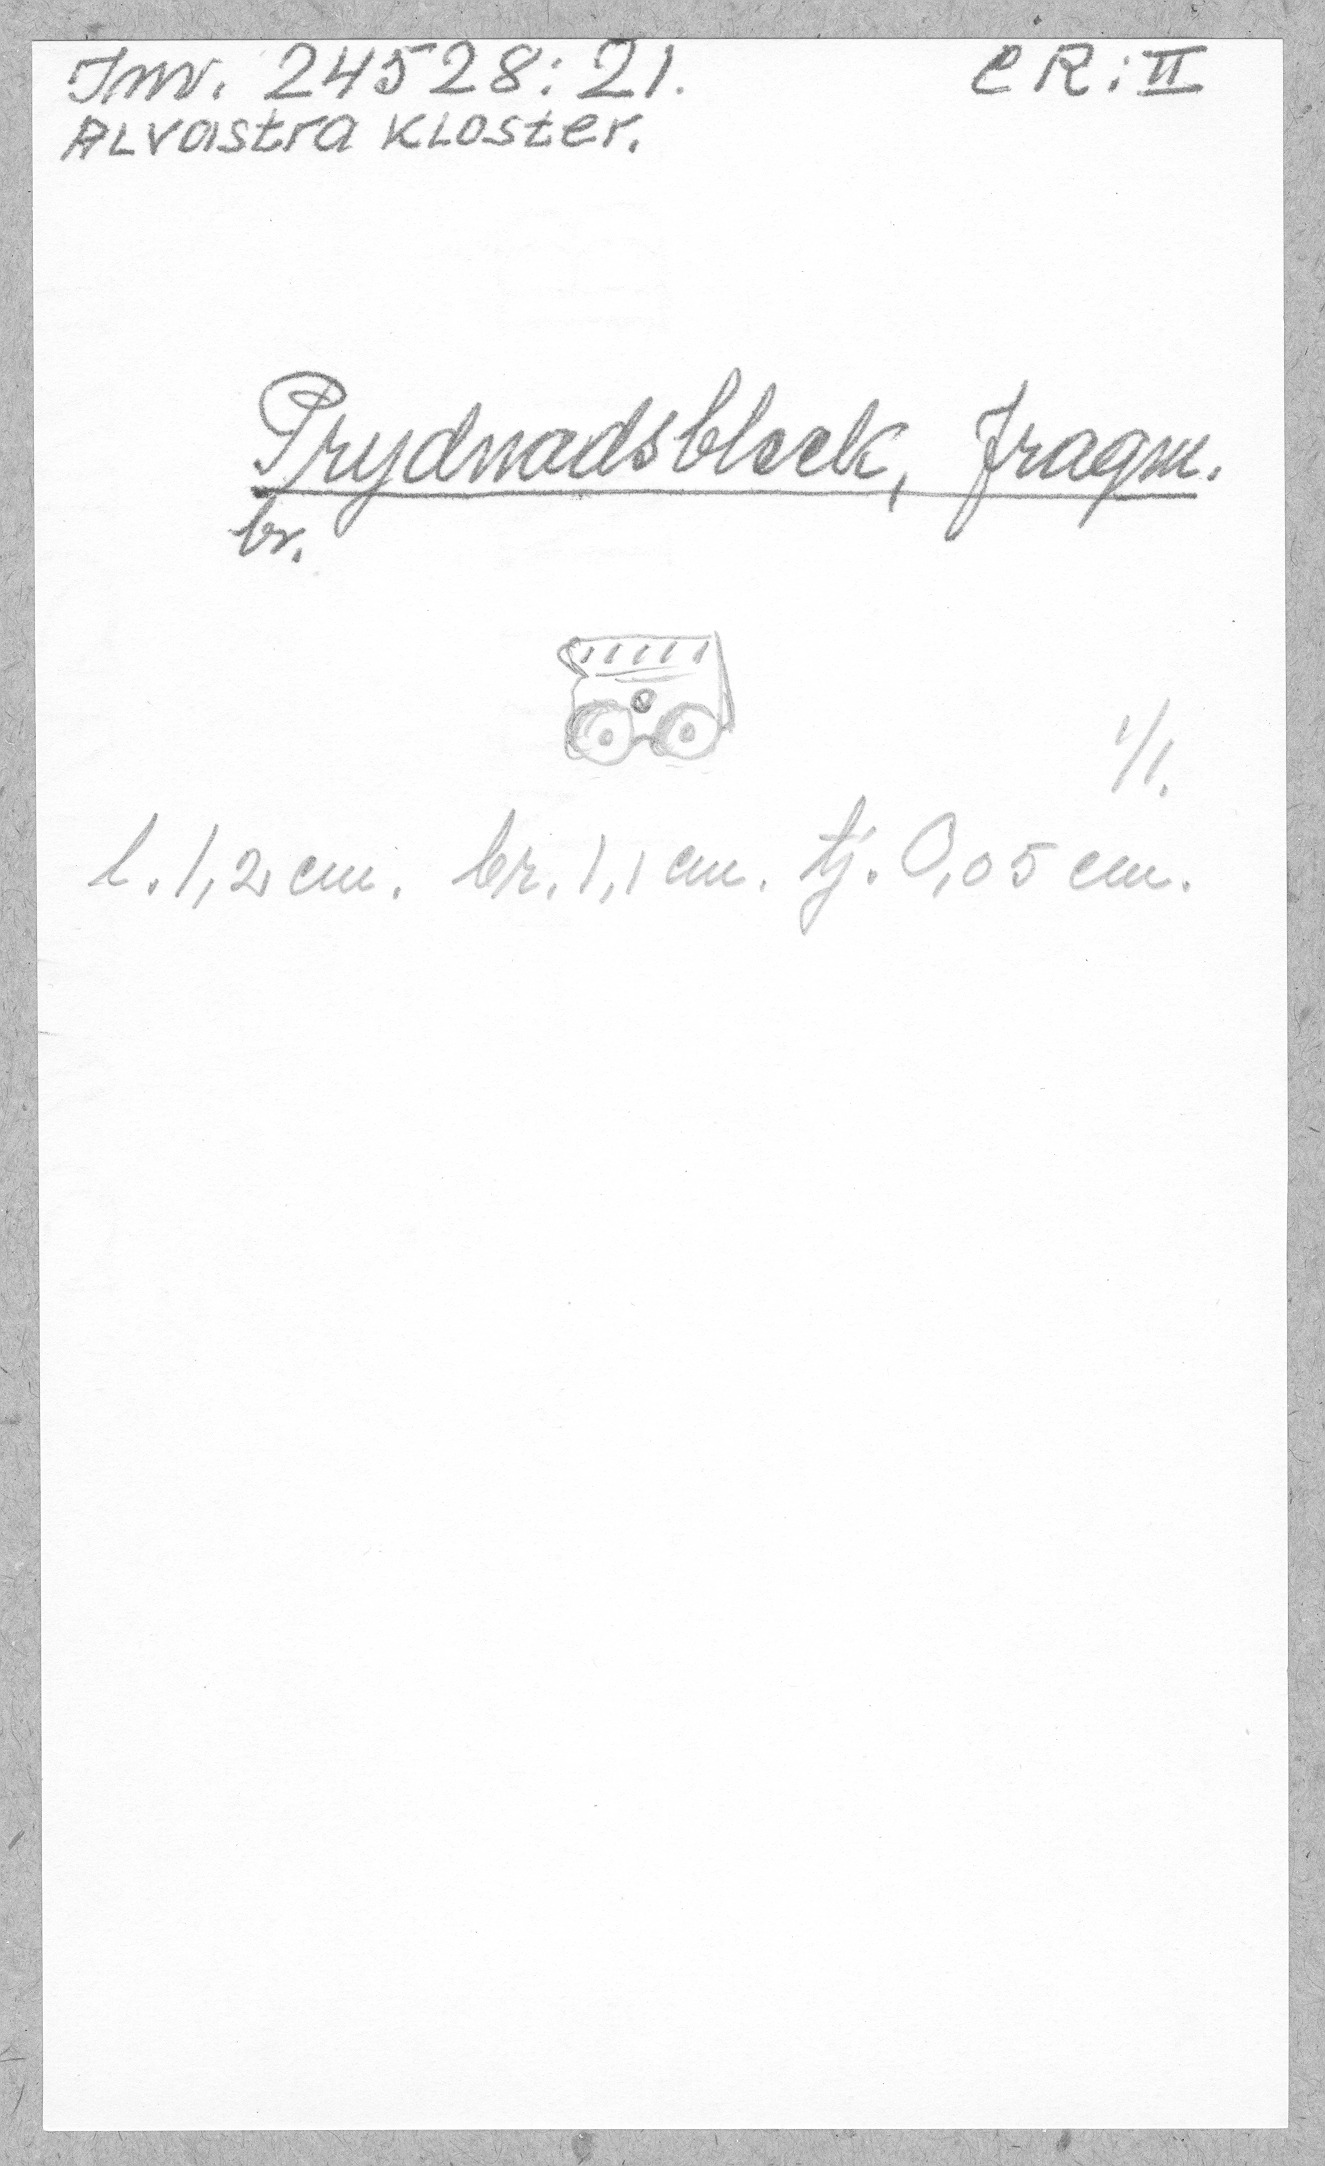 Inv. 24528:21. CR:II
Alvastra kloster.
Prydnadsbleck, fragm.
br.
1/1.
l. 1,2 cm. br. 1,1 cm. tj. 0,05 cm.